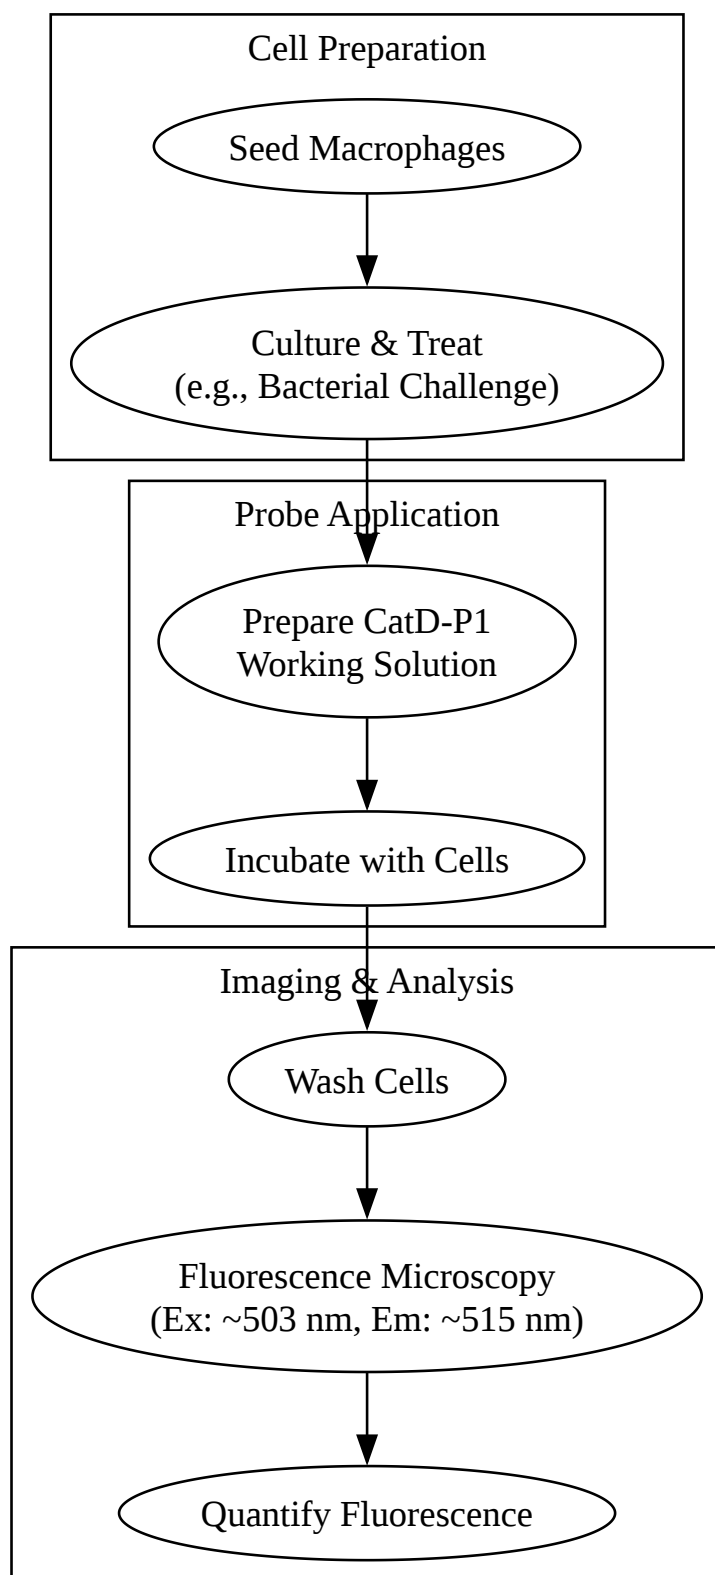 Cell Preparation
Seed Macrophages
Culture & Treat
(e.g., Bacterial Challenge)
Probe Application
Prepare CatD-P1
Working Solution
Incubate with Cells
Imaging & Analysis
Wash Cells
Fluorescence Microscopy
(Ex: ~503 nm, Em: ~515 nm)
Quantify Fluorescence